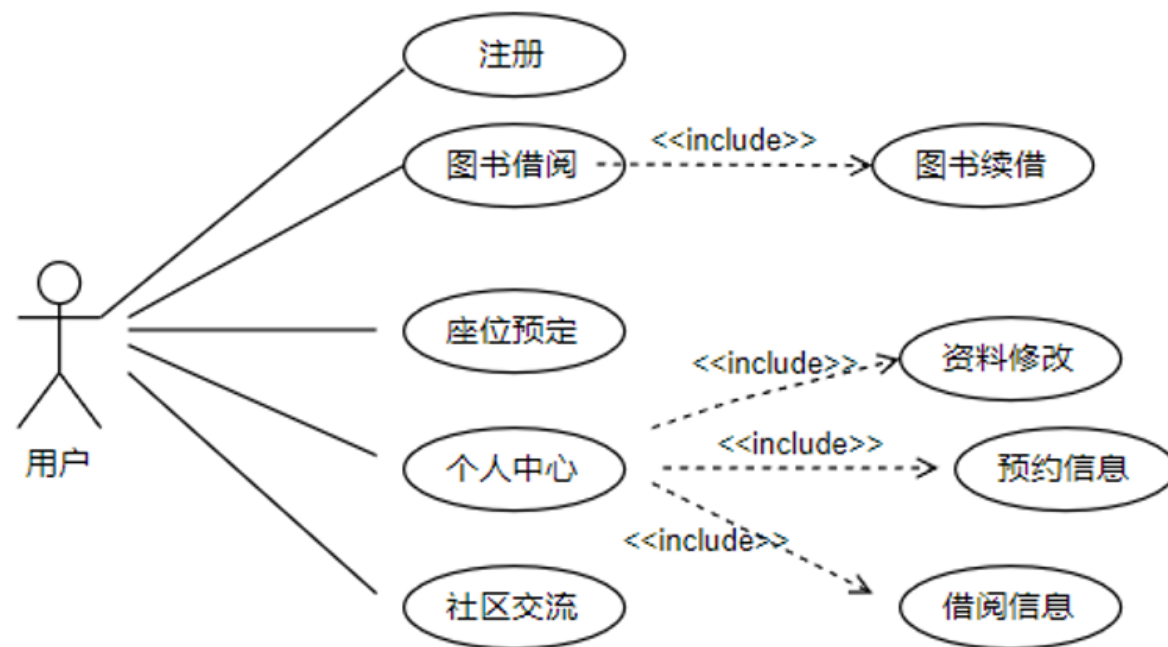 注册
图书借阅
<<include>>
图书续借
座位预定
用户
个人中心
<<include>>
资料修改
<<include>>
预约信息
<<include>>
借阅信息
社区交流